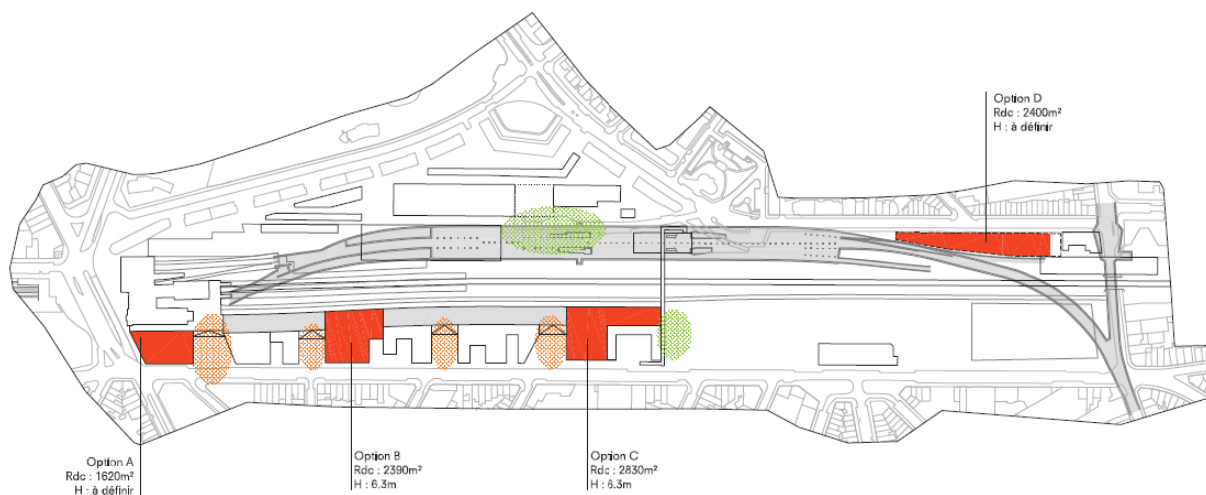 Option D
Rdc : 2400m²
H : à définir
Option A
Rdc : 1620m²
H : à définir
Option B
Rdc : 2390m²
H : 6.3m
Option C
Rdc : 2830m²
H : 6.3m